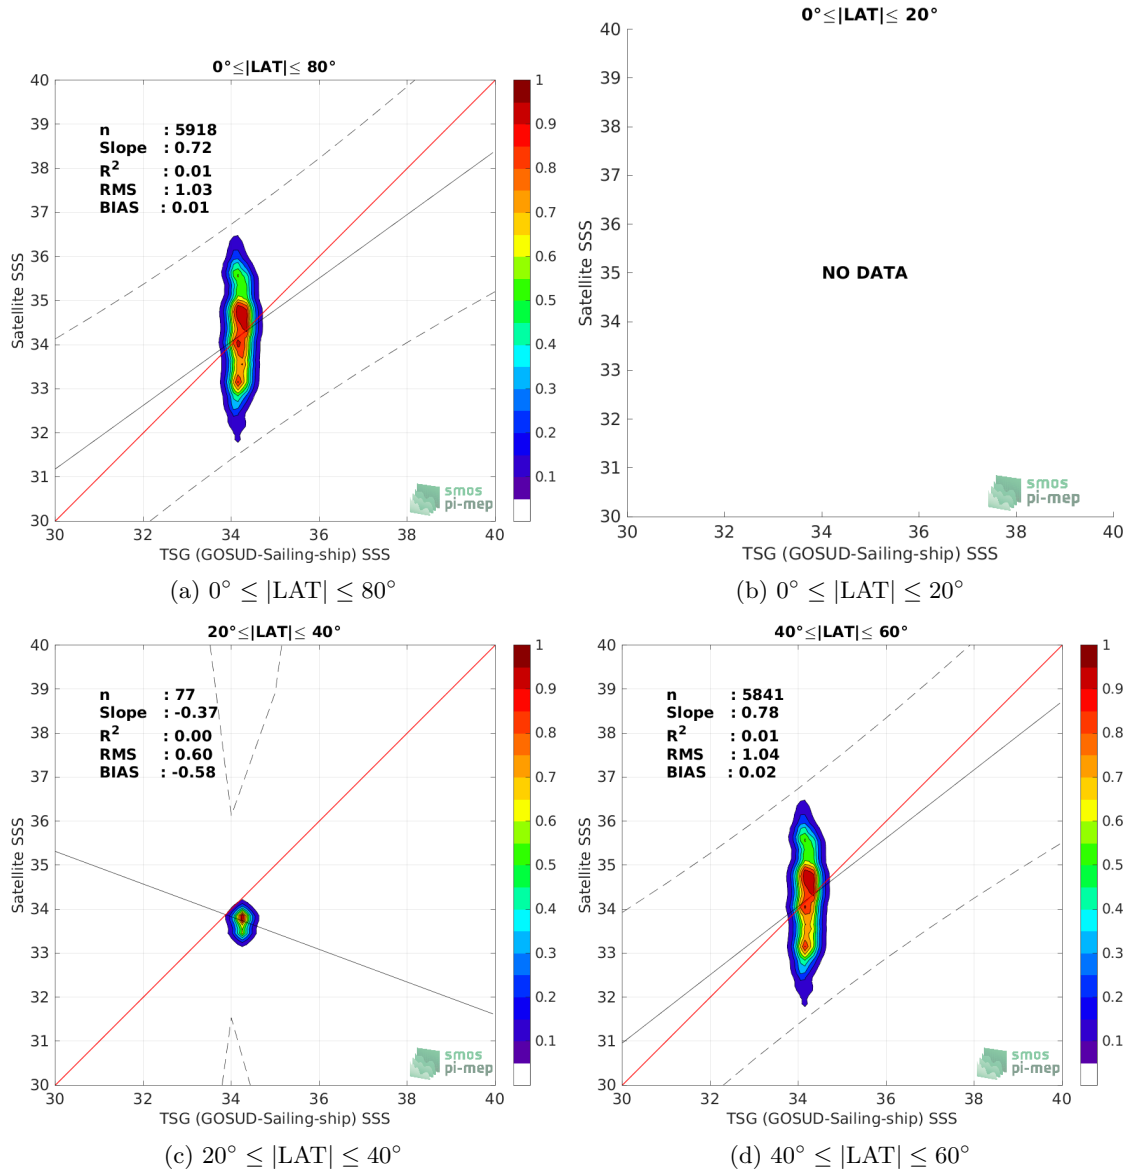 0°≤|LAT|≤ 80°
40
39
38
37
36
35
34
33
32
31
30
Satellite SSS
n : 5918
Slope : 0.72
R² : 0.01
RMS : 1.03
BIAS : 0.01
smos
pi-mep
30 32 34 36 38 40
TSG (GOSUD-Sailing-ship) SSS
1
0.9
0.8
0.7
0.6
0.5
0.4
0.3
0.2
0.1
(a) 0° ≤ |LAT| ≤ 80°
0°≤|LAT|≤ 20°
40
39
38
37
36
35
34
33
32
31
30
Satellite SSS
NO DATA
smos
pi-mep
30 32 34 36 38 40
TSG (GOSUD-Sailing-ship) SSS
(b) 0° ≤ |LAT| ≤ 20°
20°≤|LAT|≤ 40°
40
39
38
37
36
35
34
33
32
31
30
Satellite SSS
n : 77
Slope : -0.37
R² : 0.00
RMS : 0.60
BIAS : -0.58
smos
pi-mep
30 32 34 36 38 40
TSG (GOSUD-Sailing-ship) SSS
1
0.9
0.8
0.7
0.6
0.5
0.4
0.3
0.2
0.1
(c) 20° ≤ |LAT| ≤ 40°
40°≤|LAT|≤ 60°
40
39
38
37
36
35
34
33
32
31
30
Satellite SSS
n : 5841
Slope : 0.78
R² : 0.01
RMS : 1.04
BIAS : 0.02
smos
pi-mep
30 32 34 36 38 40
TSG (GOSUD-Sailing-ship) SSS
1
0.9
0.8
0.7
0.6
0.5
0.4
0.3
0.2
0.1
(d) 40° ≤ |LAT| ≤ 60°